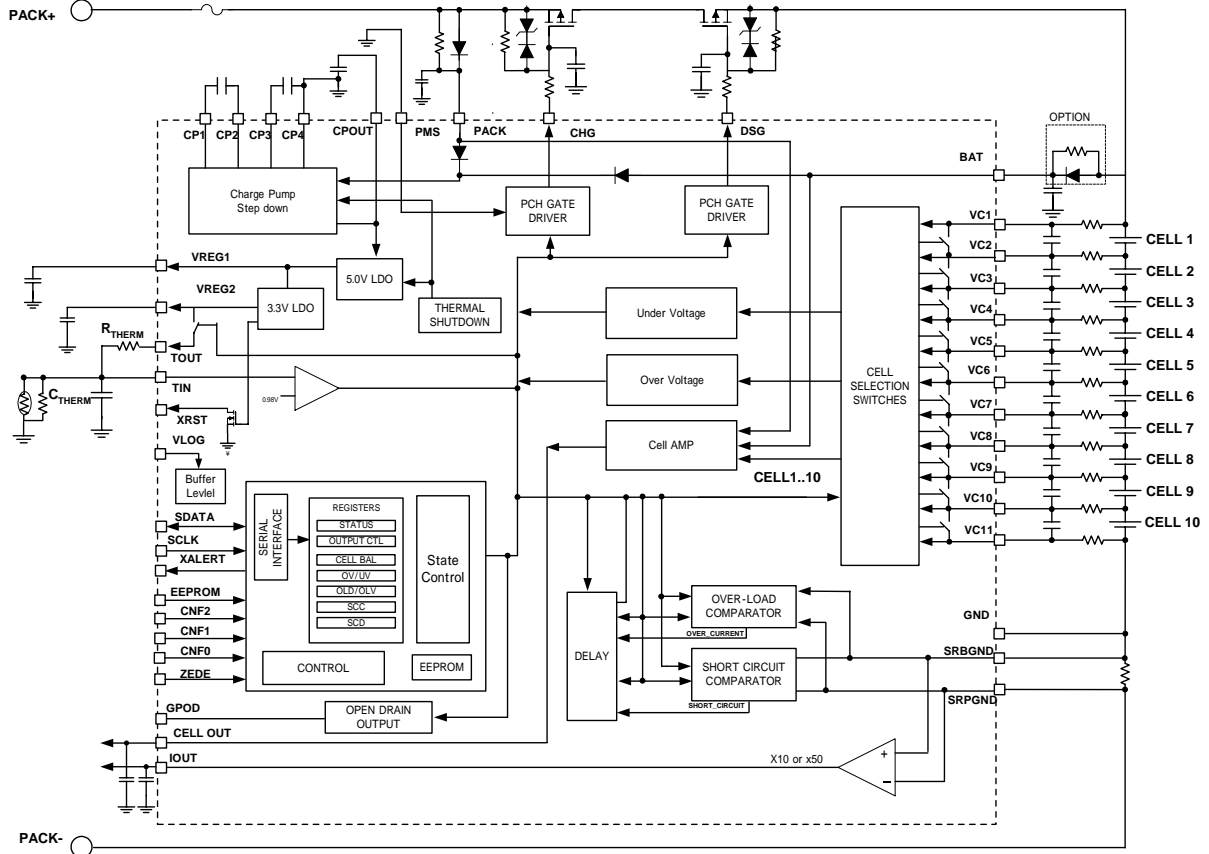 PACK+
OPTION
CP1
CP2
CP3
CP4
CPOUT
PMS
PACK
CHG
DSG
BAT
Charge Pump
Step down
PCH GATE
DRIVER
PCH GATE
DRIVER
VREG1
5.0V LDO
VREG2
3.3V LDO
THERMAL
SHUTDOWN
RTHERM
TOUT
TIN
CTHERM
0.98V
XRST
VLOG
Buffer
Levlel
Under Voltage
Over Voltage
Cell AMP
CELL
SELECTION
SWITCHES
CELL1..10
VC1
VC2
VC3
VC4
VC5
VC6
VC7
VC8
VC9
VC10
VC11
CELL 1
CELL 2
CELL 3
CELL 4
CELL 5
CELL 6
CELL 7
CELL 8
CELL 9
CELL 10
SDATA
SCLK
XALERT
EEPROM
CNF2
CNF1
CNF0
ZEDE
GPOD
CELL OUT
IOUT
SERIAL
INTERFACE
REGISTERS
STATUS
OUTPUT CTL
CELL BAL
OV/UV
OLD/OLV
SCC
SCD
State
Control
CONTROL
EEPROM
OPEN DRAIN
OUTPUT
DELAY
OVER-LOAD
COMPARATOR
OVER_CURRENT
SHORT CIRCUIT
COMPARATOR
SHORT_CIRCUIT
GND
SRBGND
SRPGND
X10 or x50
+
–
PACK-